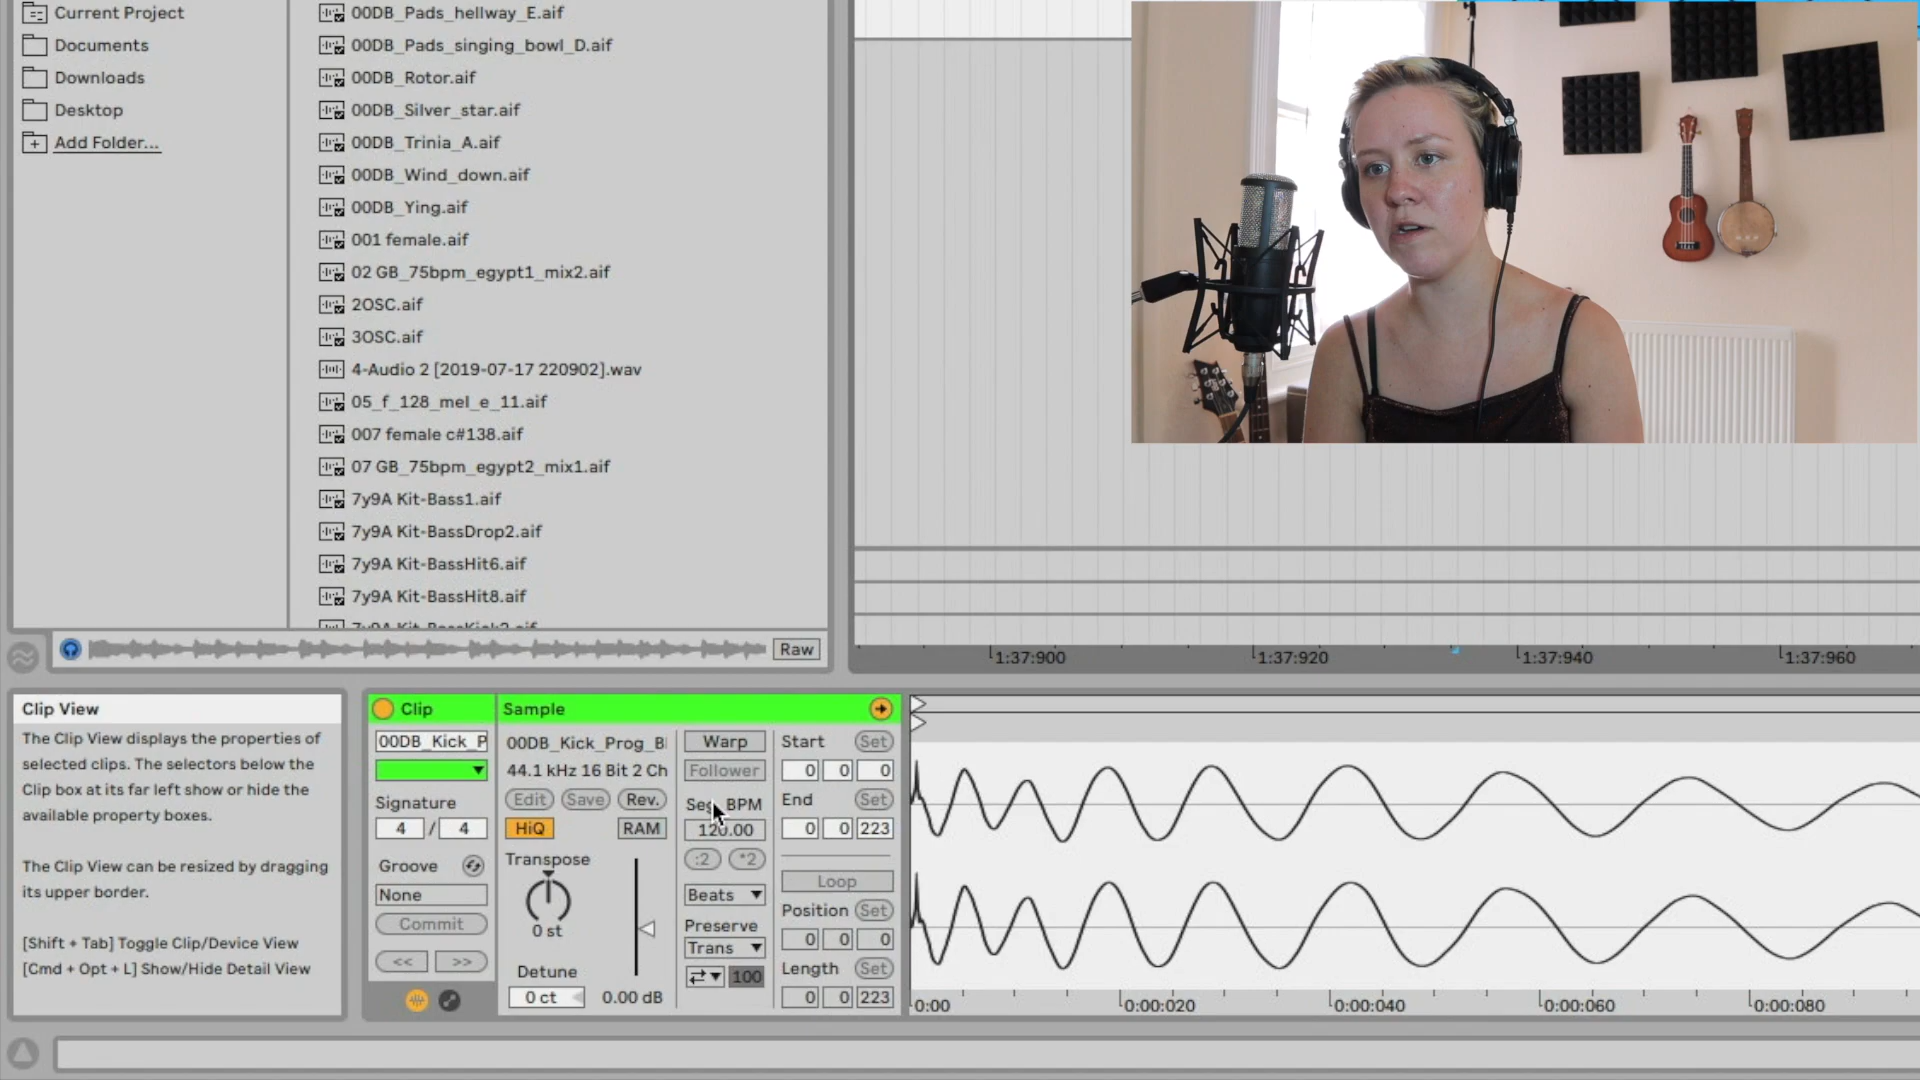 Current Project
Documents
Downloads
Desktop
Add Folder...
00DB_Pads_hellway_E.aif
00DB_Pads_singing_bowl_D.aif
00DB_Rotor.aif
00DB_Silver_star.aif
00DB_Trinia_A.aif
00DB_Wind_down.aif
00DB_Ying.aif
001 female.aif
02 GB_75bpm_egypt1_mix2.aif
2OSC.aif
3OSC.aif
4-Audio 2 [2019-07-17 220902].wav
05_f_128_mel_e_11.aif
007 female c#138.aif
07 GB_75bpm_egypt2_mix1.aif
7y9A Kit-Bass1.aif
7y9A Kit-BassDrop2.aif
7y9A Kit-BassHit6.aif
7y9A Kit-BassHit8.aif
Raw
1:37:900
1:37:920
1:37:940
1:37:960
Clip View
The Clip View displays the properties of
selected clips. The selectors below the
Clip box at its far left show or hide the
available property boxes.
The Clip View can be resized by dragging
its upper border.
[Shift + Tab] Toggle Clip/Device View
[Cmd + Opt + L] Show/Hide Detail View
Clip
00DB_Kick_P
Signature
4 / 4
Groove
None
Commit
<< >>
Sample
00DB_Kick_Prog_B
44.1 kHz 16 Bit 2 Ch
Edit Save Rev.
HiQ RAM
Transpose
0 st
Detune
0 ct 0.00 dB
Warp
Follower
BPM
120.00
:2 *2
Beats
Preserve
Trans
100
Start Set
0 0 0
End Set
0 0 223
Loop
Position Set
0 0 0
Length Set
0 0 223
0:00
0:00:020
0:00:040
0:00:060
0:00:080